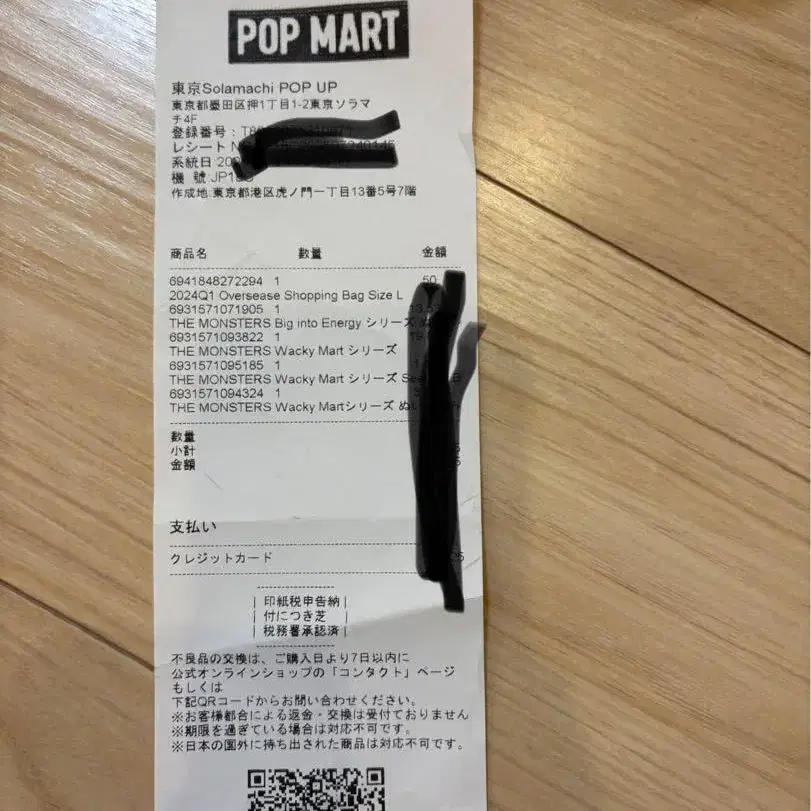 POP MART
東京Solamachi POP UP
東京都墨田区押1丁目1-2東京ソラマ
チ4F
登録番号:
レシート
系統日
機 號:
作成地:東京都港区虎ノ門一丁目13番5号7階
商品名 數量 金額
6941848272294 1 50
2024Q1 Oversease Shopping Bag Size L
6931571071905 1
THE MONSTERS Big into Energy シリーズ
6931571093822 1
THE MONSTERS Wacky Mart シリーズ
6931571095185 1
THE MONSTERS Wacky Mart シリーズ
6931571094324 1
THE MONSTERS Wacky Martシリーズ
數量
小計
金額
支払い
クレジットカード
印紙税申告納
付につき芝
税務署承認済
不良品の交換は、ご購入日より7日以内に
公式オンラインショップの「コンタクト」ページ
もしくは
下記QRコードからお問い合わせください。
※お客様都合による返金・交換は受付ておりません
※期限を過ぎている場合は対応不可です。
※日本の国外に持ち出された商品は対応不可です。